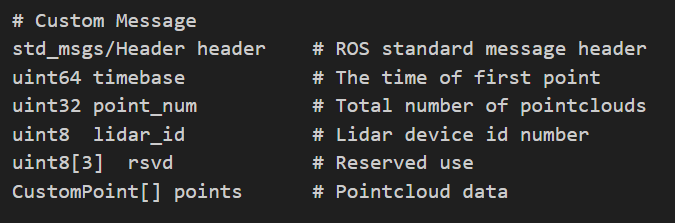 # Custom Message
std_msgs/Header header    # ROS standard message header
uint64 timebase           # The time of first point
uint32 point_num          # Total number of pointclouds
uint8  lidar_id           # Lidar device id number
uint8[3]  rsvd            # Reserved use
CustomPoint[] points      # Pointcloud data